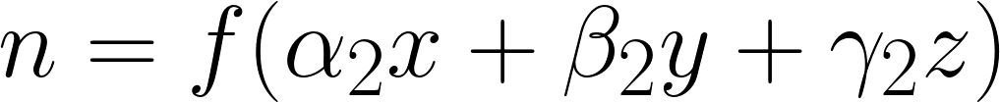 n = f(α₂x + β₂y + γ₂z)